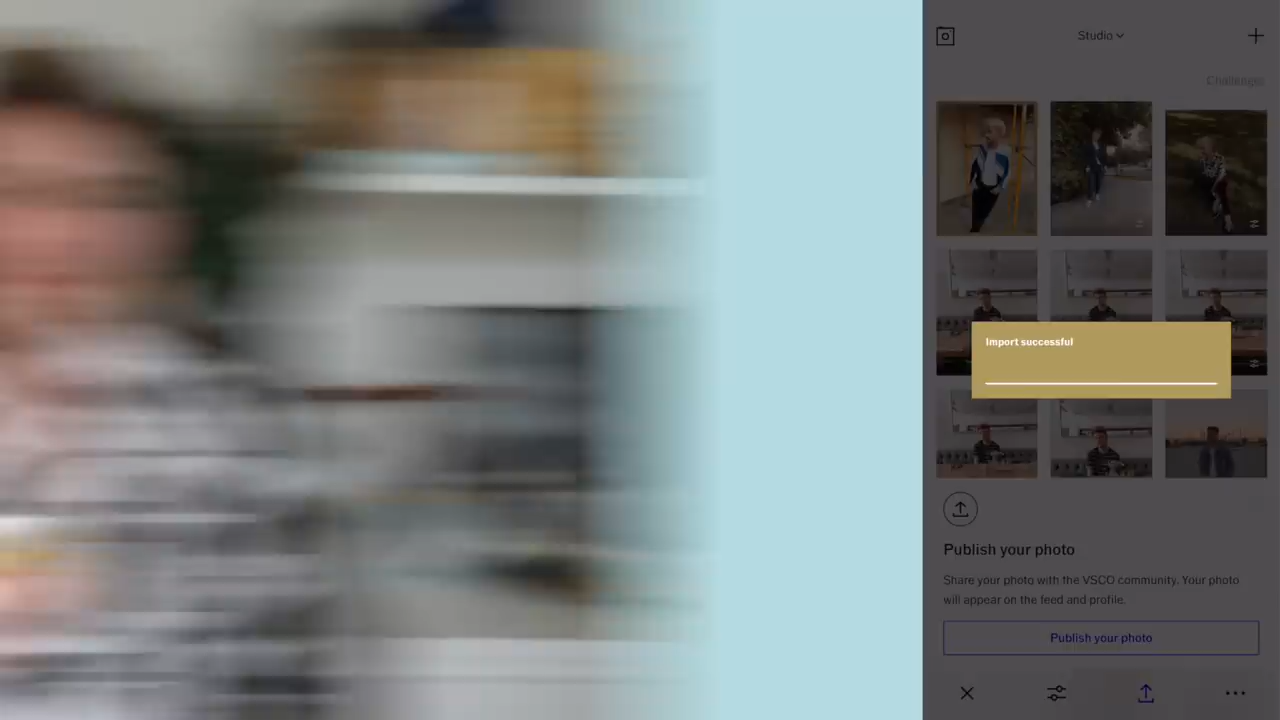 Studio
Challenges
Import successful
Publish your photo
Share your photo with the VSCO community. Your photo
will appear on the feed and profile.
Publish your photo